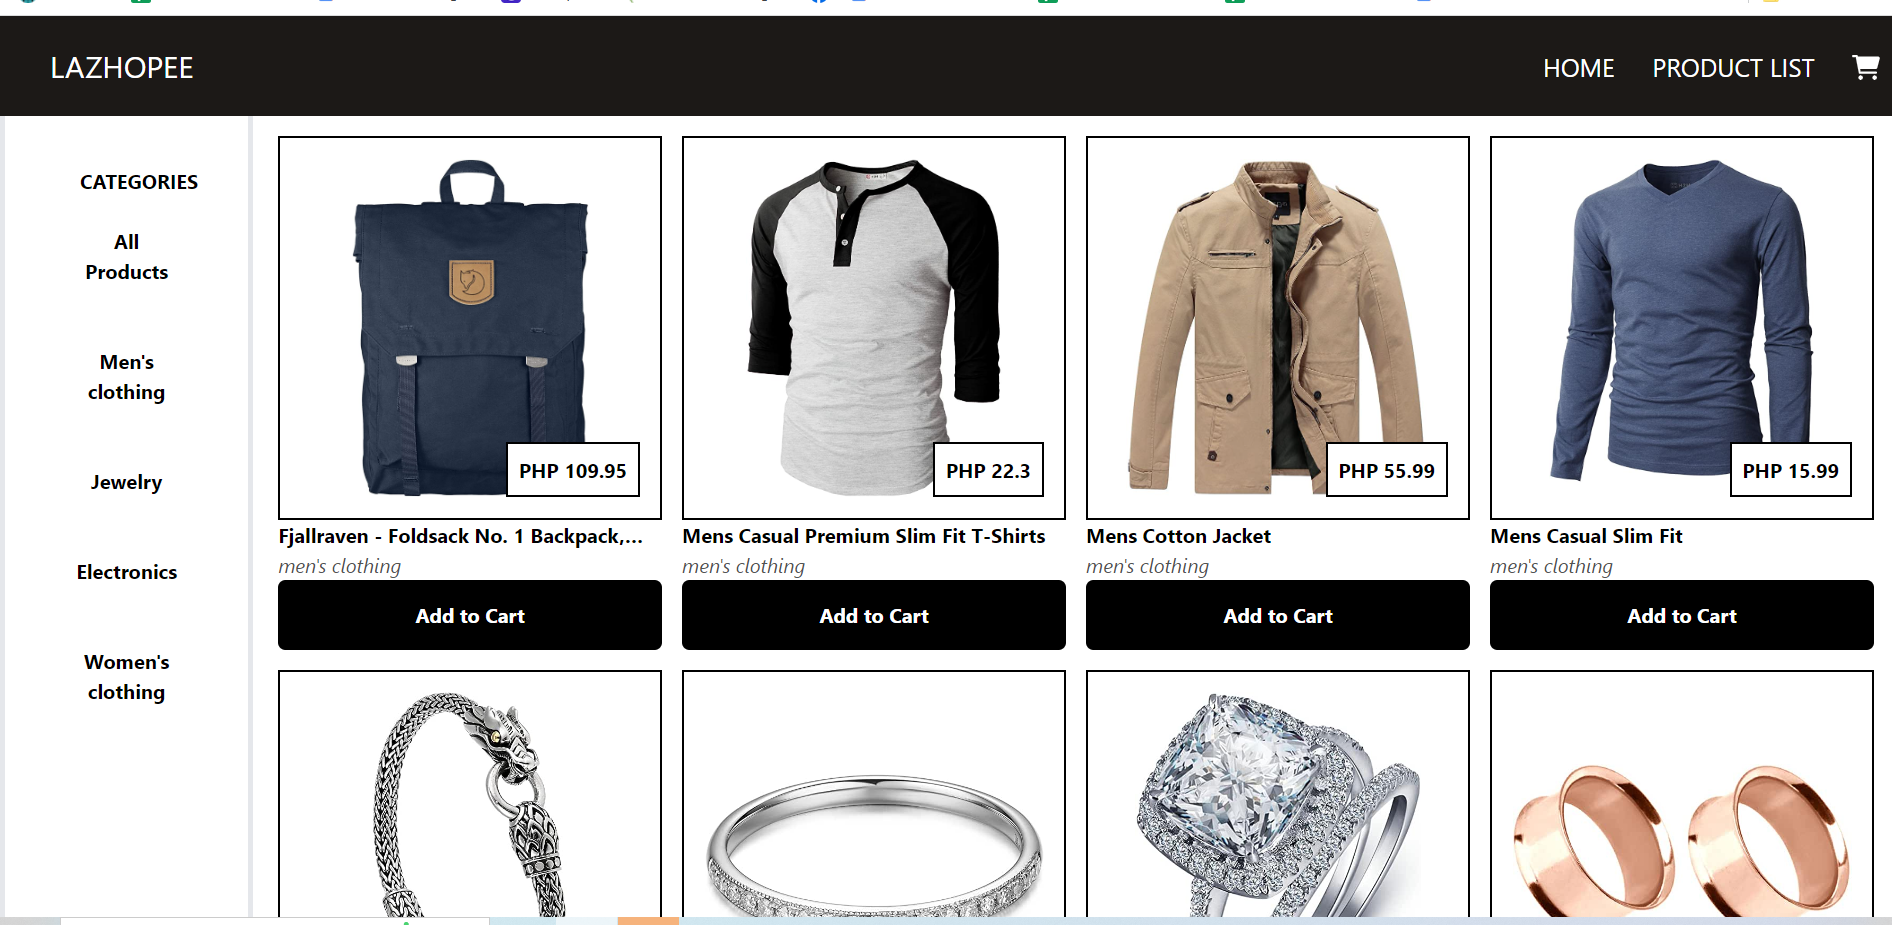 LAZHOPEE
HOME
PRODUCT LIST
CATEGORIES
All
Products
Men's
clothing
Jewelry
Electronics
Women's
clothing
PHP 109.95
Fjallraven - Foldsack No. 1 Backpack,...
men's clothing
Add to Cart
PHP 22.3
Mens Casual Premium Slim Fit T-Shirts
men's clothing
Add to Cart
PHP 55.99
Mens Cotton Jacket
men's clothing
Add to Cart
PHP 15.99
Mens Casual Slim Fit
men's clothing
Add to Cart